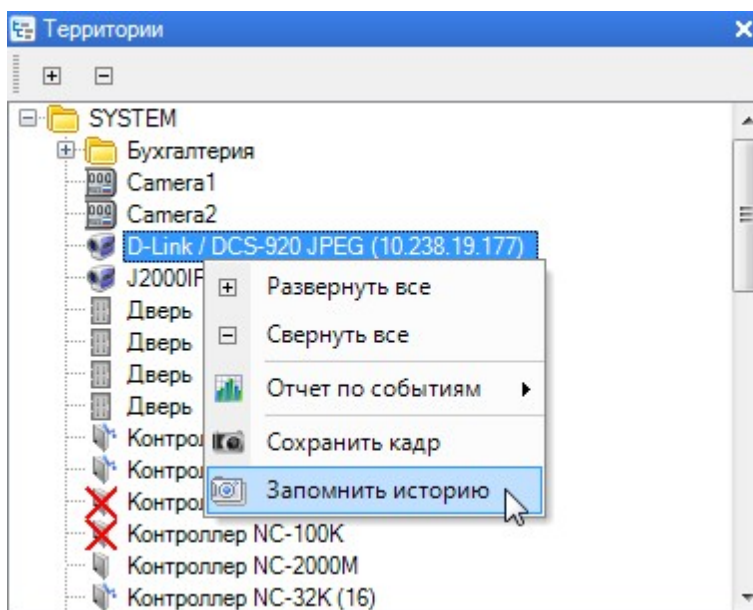 Территории
SYSTEM
Бухгалтерия
Camera1
Camera2
D-Link / DCS-920 JPEG (10.238.19.177)
J2000IP
Развернуть все
Дверь
Свернуть все
Дверь
Дверь
Отчет по событиям
Дверь
Сохранить кадр
Запомнить историю
Контроллер NC-100K
Контроллер NC-2000M
Контроллер NC-32K (16)